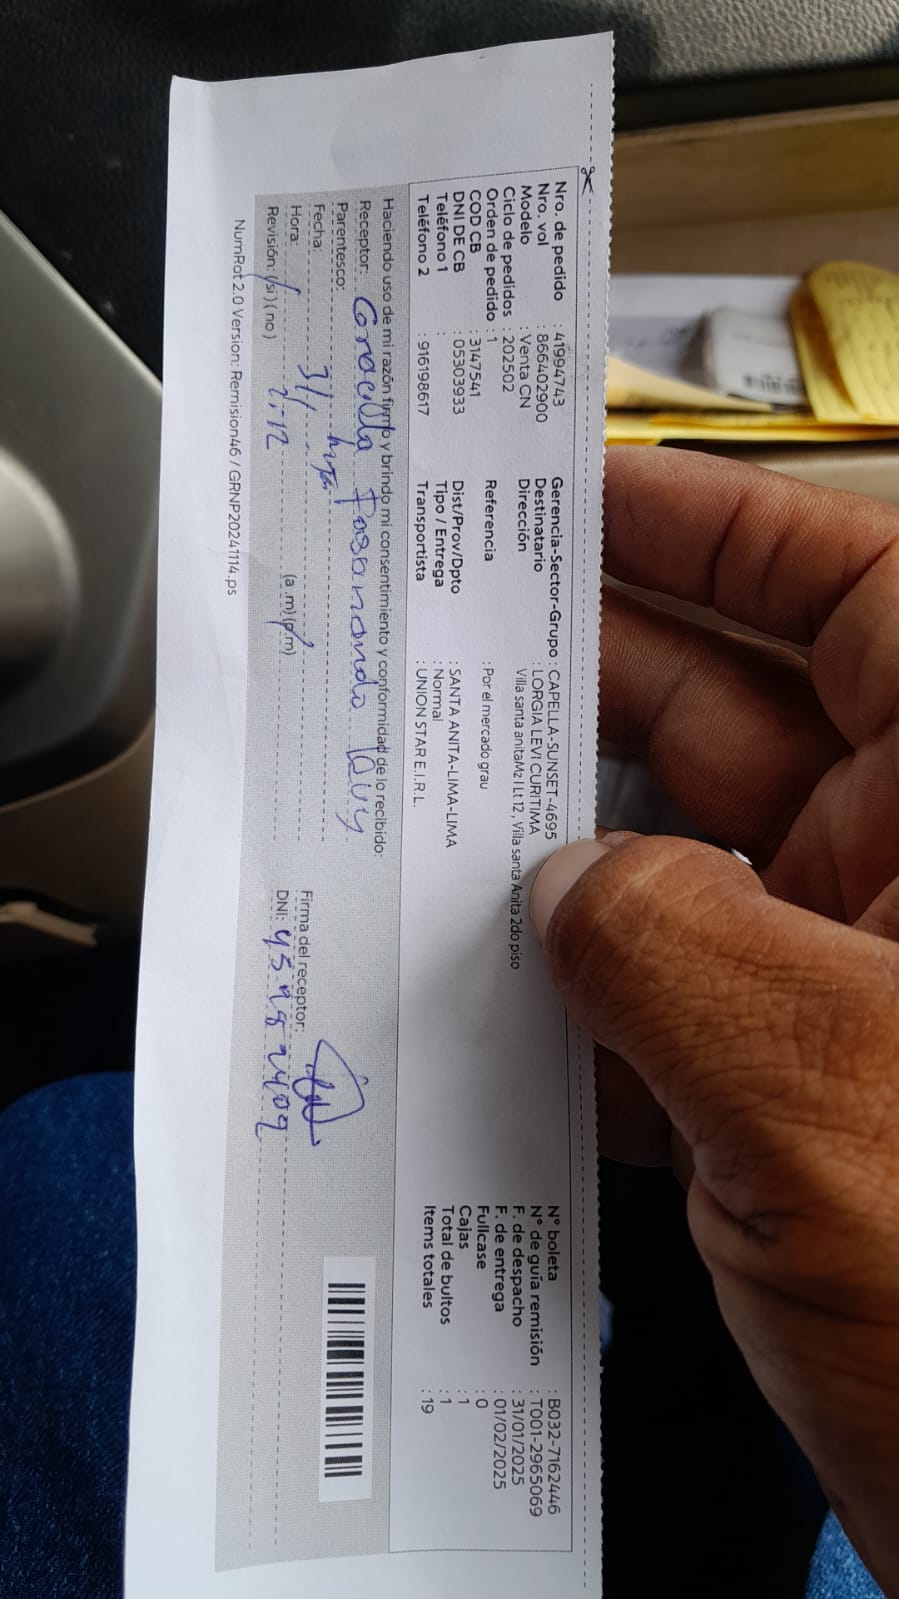 Nro. de pedido : 41994743
Nro. vol : 866402900
Modelo : Venta CN
Ciclo de pedidos : 202502
Orden de pedido : 1
COD CB : 3147541
DNI DE CB : 05303933
Teléfono 1 :
Teléfono 2 : 916198617
Gerencia-Sector-Grupo : CAPELLA-SUNSET-4695
Destinatario : LORGIA LEVI CURITIMA
Dirección : Villa santa anitaMz I Lt 12 , Villa santa Anita 2do piso
Referencia : Por el mercado grau
Dist/Prov/Dpto : SANTA ANITA-LIMA-LIMA
Tipo / Entrega : Normal
Transportista : UNION STAR E.I.R.L.
N° boleta : B032-7162446
N° de guía remisión : T001-2965069
F. de despacho : 31/01/2025
F. de entrega : 01/02/2025
Fullcase : 0
Cajas : 1
Total de bultos : 1
Items totales : 19
Haciendo uso de mi razón firmo y brindo mi consentimiento y conformidad de lo recibido:
Receptor:
Parentesco:
Fecha: 31/1
Hora: (a.m)(p.m)
Revisión: (si) (no)
Firma del receptor:
DNI:
NumRot 2.0 Version: Remision46 / GRNP20241114.ps